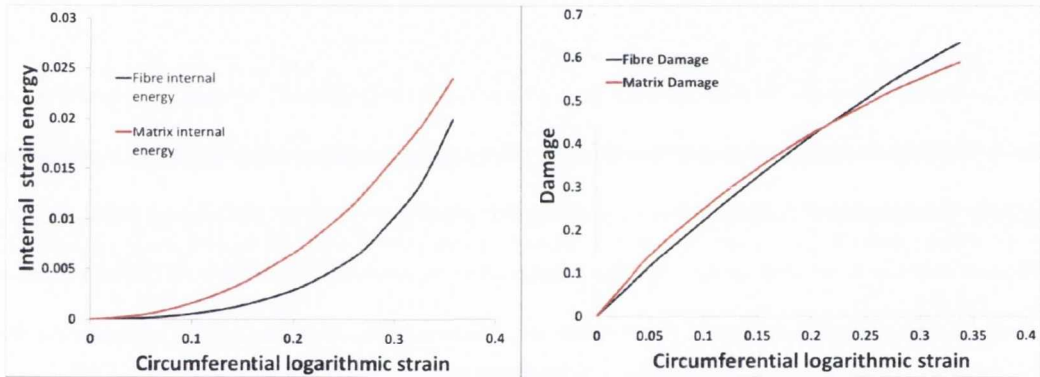 0.03
0.025
0.02
0.015
0.01
0.005
0
Internal strain energy
Fibre internal
energy
Matrix internal
energy
0 0.1 0.2 0.3 0.4
Circumferential logarithmic strain
0.7
0.6
0.5
0.4
0.3
0.2
0.1
0
Damage
Fibre Damage
Matrix Damage
0 0.05 0.1 0.15 0.2 0.25 0.3 0.35 0.4
Circumferential logarithmic strain